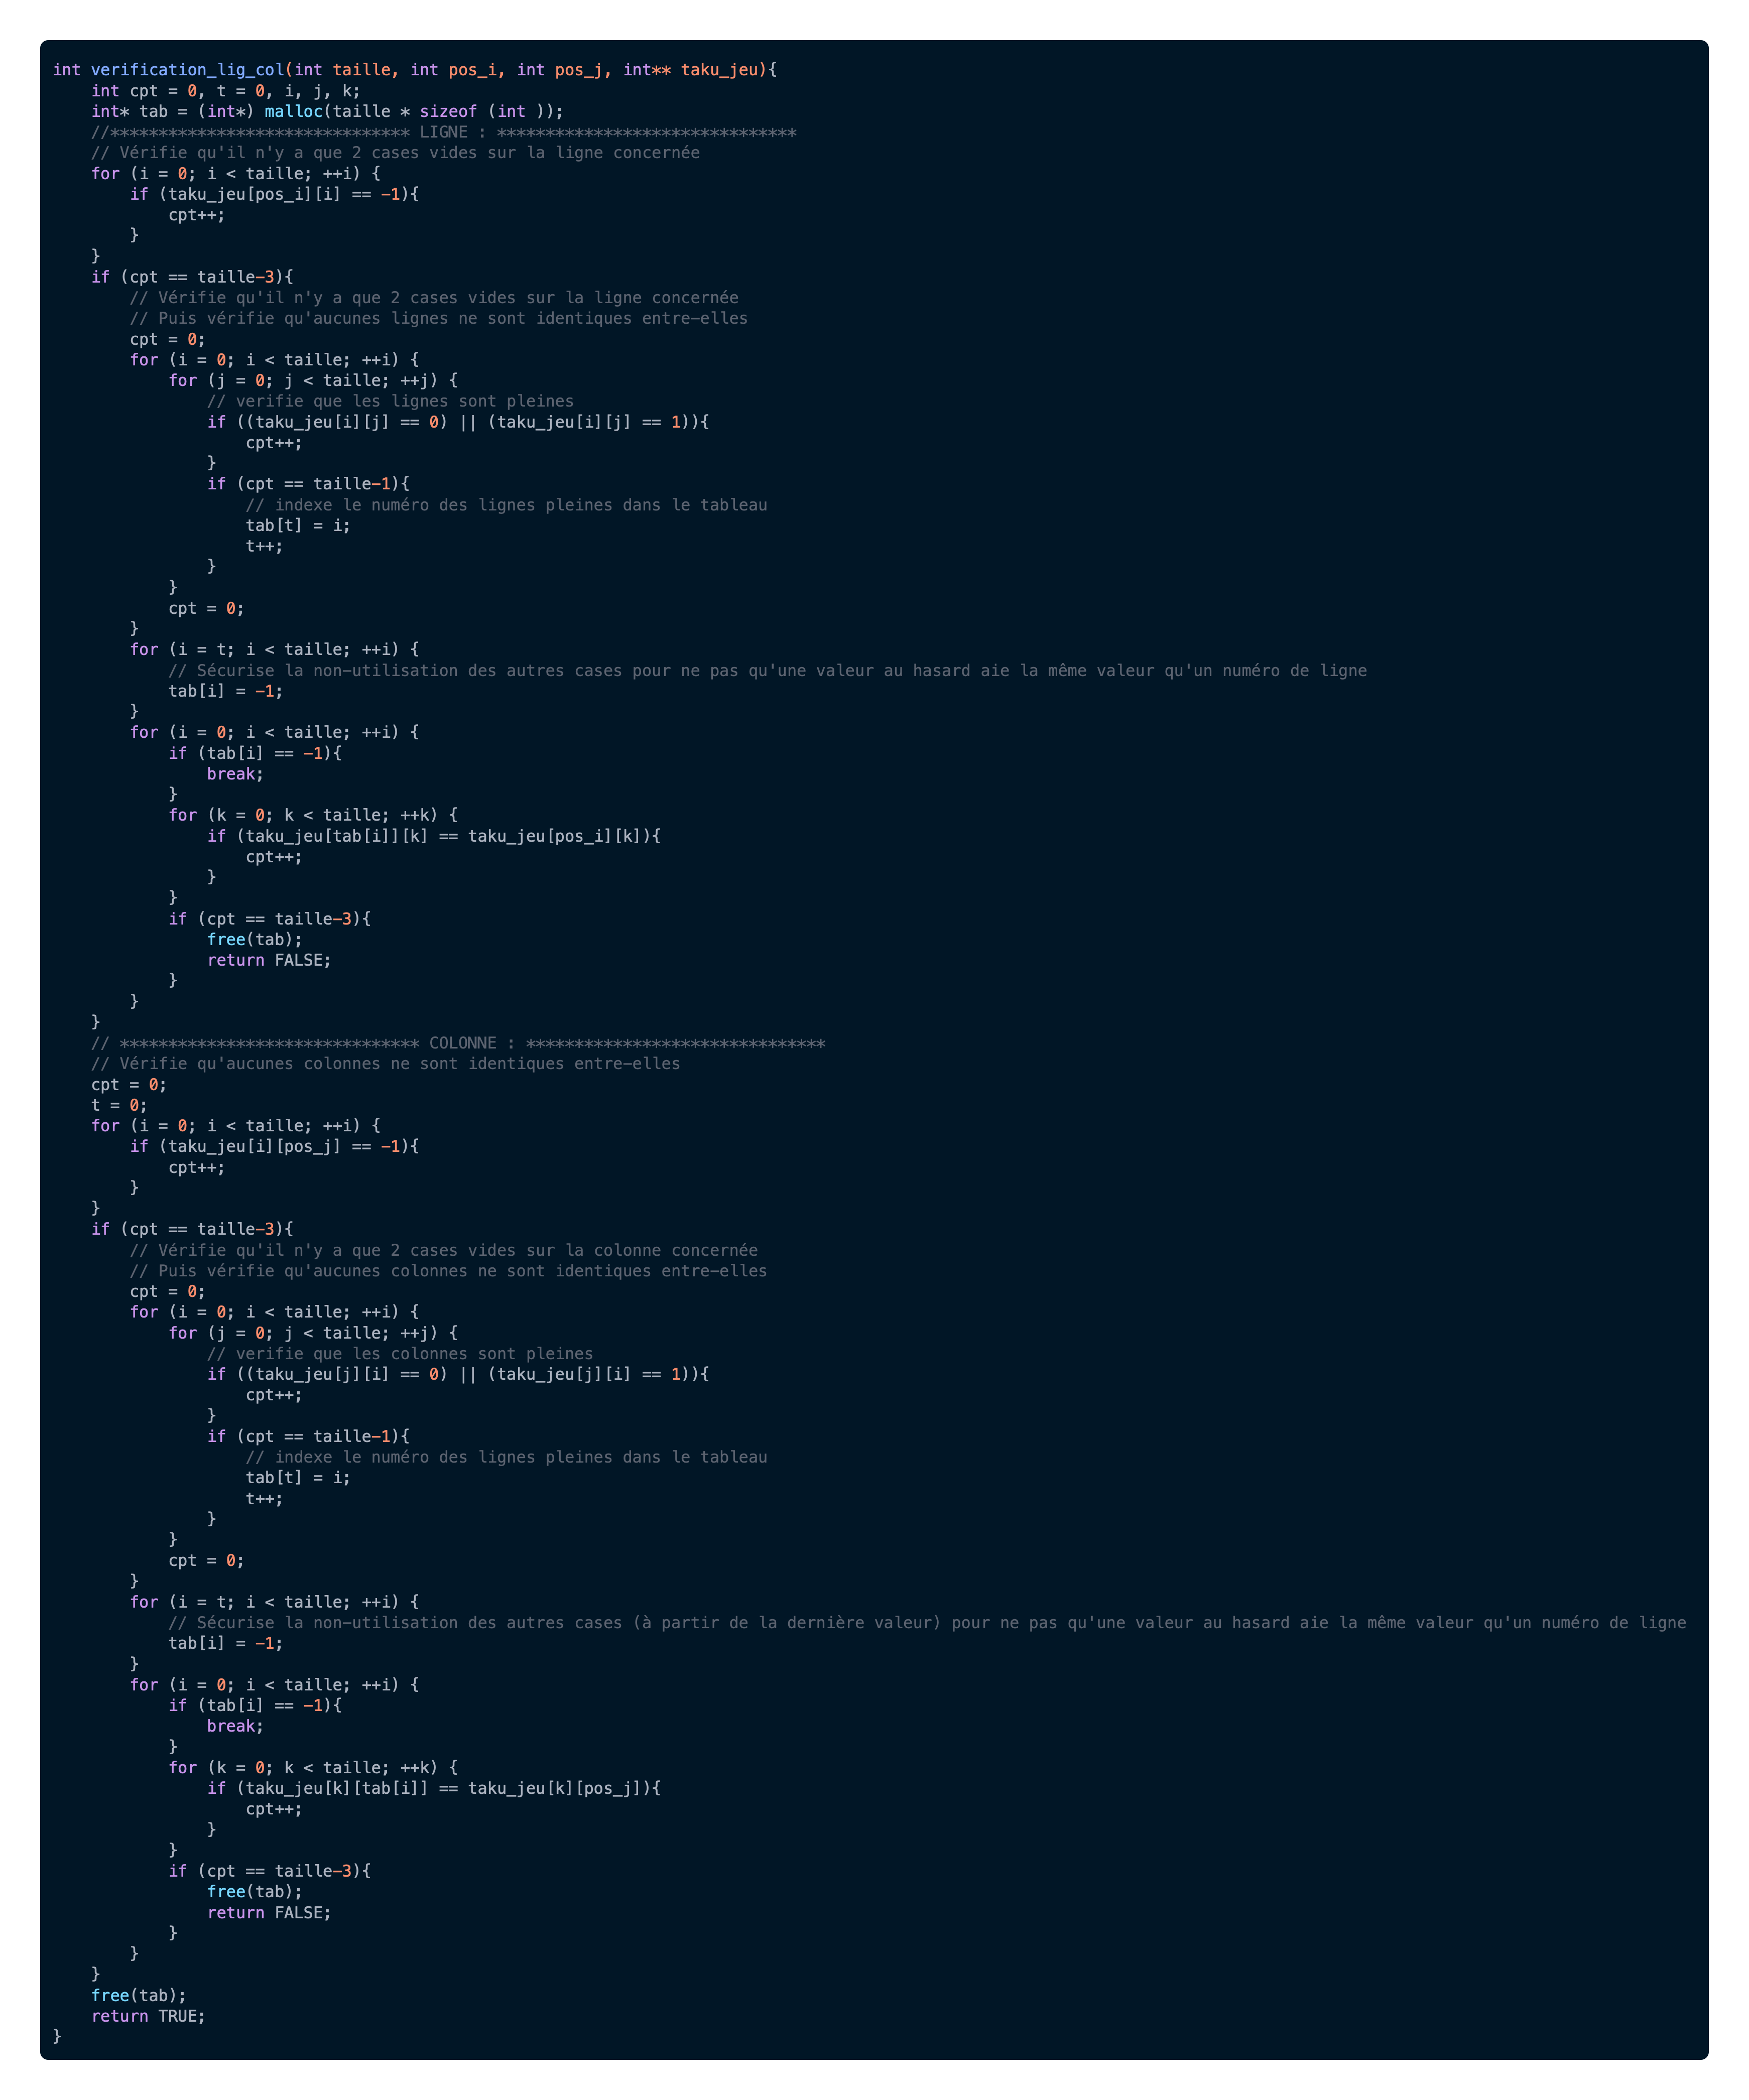 int verification_lig_col(int taille, int pos_i, int pos_j, int** taku_jeu){
    int cpt = 0, t = 0, i, j, k;
    int* tab = (int*) malloc(taille * sizeof (int ));
    //******************************* LIGNE : *******************************
    // Vérifie qu'il n'y a que 2 cases vides sur la ligne concernée
    for (i = 0; i < taille; ++i) {
        if (taku_jeu[pos_i][i] == -1){
            cpt++;
        }
    }
    if (cpt == taille-3){
        // Vérifie qu'il n'y a que 2 cases vides sur la ligne concernée
        // Puis vérifie qu'aucunes lignes ne sont identiques entre-elles
        cpt = 0;
        for (i = 0; i < taille; ++i) {
            for (j = 0; j < taille; ++j) {
                // verifie que les lignes sont pleines
                if ((taku_jeu[i][j] == 0) || (taku_jeu[i][j] == 1)){
                    cpt++;
                }
                if (cpt == taille-1){
                    // indexe le numéro des lignes pleines dans le tableau
                    tab[t] = i;
                    t++;
                }
            }
            cpt = 0;
        }
        for (i = t; i < taille; ++i) {
            // Sécurise la non-utilisation des autres cases pour ne pas qu'une valeur au hasard aie la même valeur qu'un numéro de ligne
            tab[i] = -1;
        }
        for (i = 0; i < taille; ++i) {
            if (tab[i] == -1){
                break;
            }
            for (k = 0; k < taille; ++k) {
                if (taku_jeu[tab[i]][k] == taku_jeu[pos_i][k]){
                    cpt++;
                }
            }
            if (cpt == taille-3){
                free(tab);
                return FALSE;
            }
        }
    }
    // ******************************* COLONNE : *******************************
    // Vérifie qu'aucunes colonnes ne sont identiques entre-elles
    cpt = 0;
    t = 0;
    for (i = 0; i < taille; ++i) {
        if (taku_jeu[i][pos_j] == -1){
            cpt++;
        }
    }
    if (cpt == taille-3){
        // Vérifie qu'il n'y a que 2 cases vides sur la colonne concernée
        // Puis vérifie qu'aucunes colonnes ne sont identiques entre-elles
        cpt = 0;
        for (i = 0; i < taille; ++i) {
            for (j = 0; j < taille; ++j) {
                // verifie que les colonnes sont pleines
                if ((taku_jeu[j][i] == 0) || (taku_jeu[j][i] == 1)){
                    cpt++;
                }
                if (cpt == taille-1){
                    // indexe le numéro des lignes pleines dans le tableau
                    tab[t] = i;
                    t++;
                }
            }
            cpt = 0;
        }
        for (i = t; i < taille; ++i) {
            // Sécurise la non-utilisation des autres cases (à partir de la dernière valeur) pour ne pas qu'une valeur au hasard aie la même valeur qu'un numéro de ligne
            tab[i] = -1;
        }
        for (i = 0; i < taille; ++i) {
            if (tab[i] == -1){
                break;
            }
            for (k = 0; k < taille; ++k) {
                if (taku_jeu[k][tab[i]] == taku_jeu[k][pos_j]){
                    cpt++;
                }
            }
            if (cpt == taille-3){
                free(tab);
                return FALSE;
            }
        }
    }
    free(tab);
    return TRUE;
}